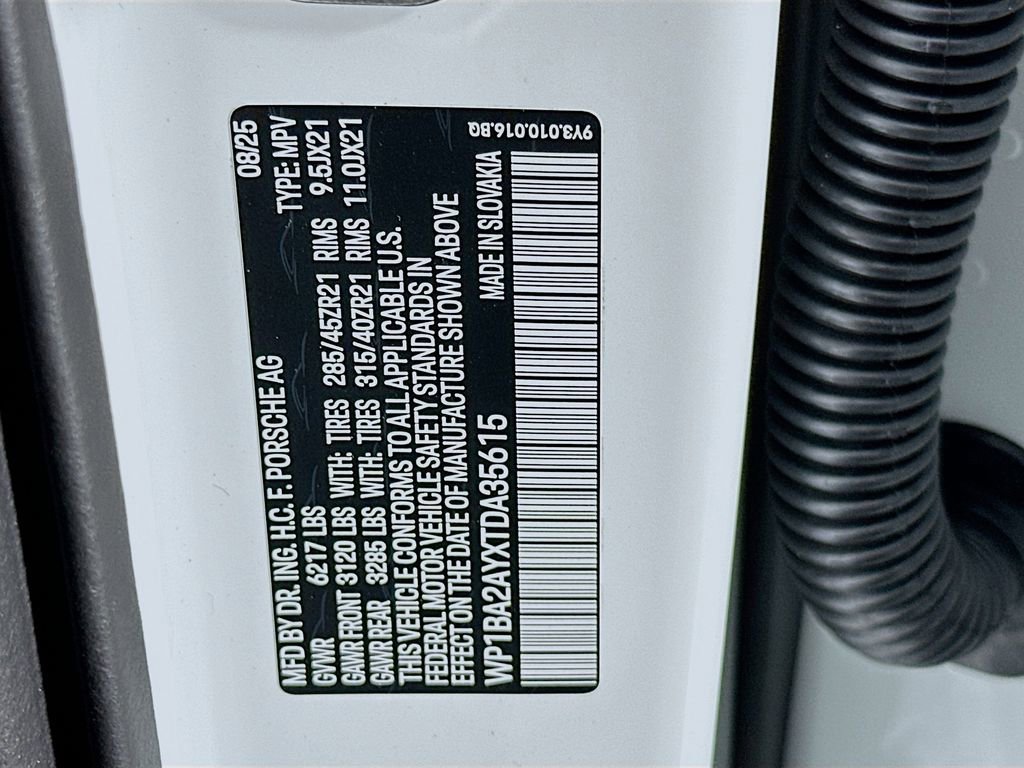 MFD BY DR. ING. H.C. F. PORSCHE AG 08/25
GVWR 6217 LBS TYPE: MPV
GAWR FRONT 3120 LBS WITH: TIRES 285/45ZR21 RIMS 9.5JX21
GAWR REAR 3285 LBS WITH: TIRES 315/40ZR21 RIMS 11.0JX21
THIS VEHICLE CONFORMS TO ALL APPLICABLE U.S.
FEDERAL MOTOR VEHICLE SAFETY STANDARDS IN
EFFECT ON THE DATE OF MANUFACTURE SHOWN ABOVE
WP1BA2AYXTDA35615 MADE IN SLOVAKIA 9Y3.010.016.BQ